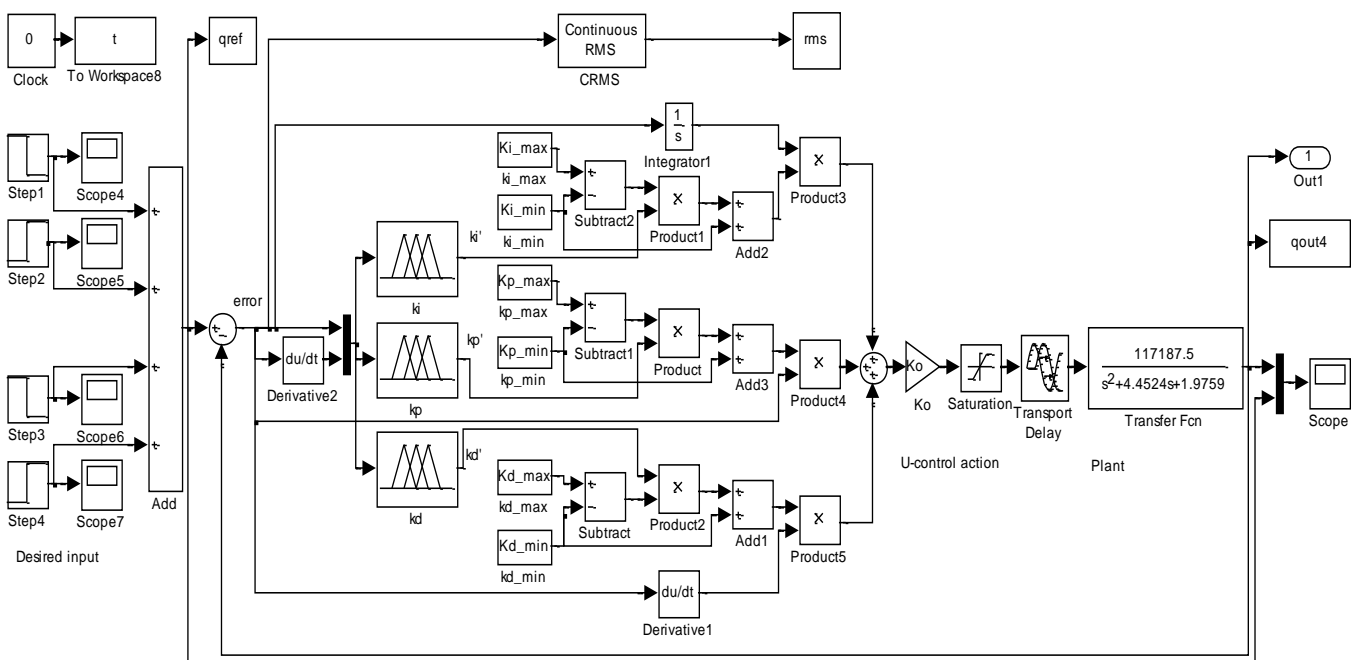 0
Clock
t
To Workspace8
qref
Continuous
RMS
CRMS
rms
Step1
Scope4
Step2
Scope5
Step3
Scope6
Step4
Scope7
Desired input
+
+
+
+
Add
+
−
error
du/dt
Derivative2
ki'
ki
kp'
kp
kd'
kd
1
s
Integrator1
Ki_max
ki_max
Ki_min
ki_min
+
−
Subtract2
x
Product1
+
+
Add2
x
Product3
Kp_max
kp_max
Kp_min
kp_min
+
−
Subtract1
x
Product
+
+
Add3
x
Product4
Kd_max
kd_max
Kd_min
kd_min
+
−
Subtract
x
Product2
+
+
Add1
x
Product5
du/dt
Derivative1
+
+
+
Ko
Ko
Saturation
Transport
Delay
U-control action
117187.5
s²+4.4524s+1.9759
Transfer Fcn
Plant
1
Out1
qout4
Scope